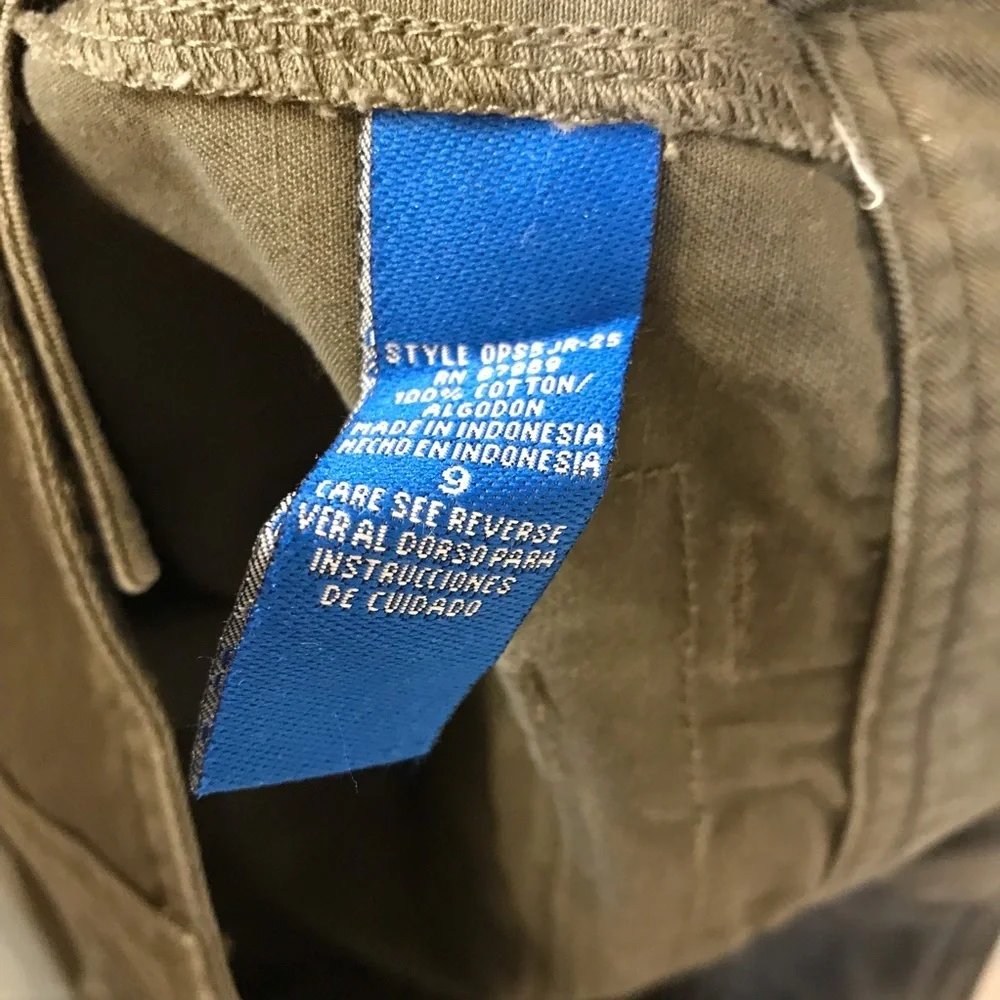 STYLE OPS5JR-25
RN 87989
100% COTTON/
ALGODON
MADE IN INDONESIA
HECHO EN INDONESIA
9
CARE SEE REVERSE
VER AL DORSO PARA
INSTRUCCIONES
DE CUIDADO